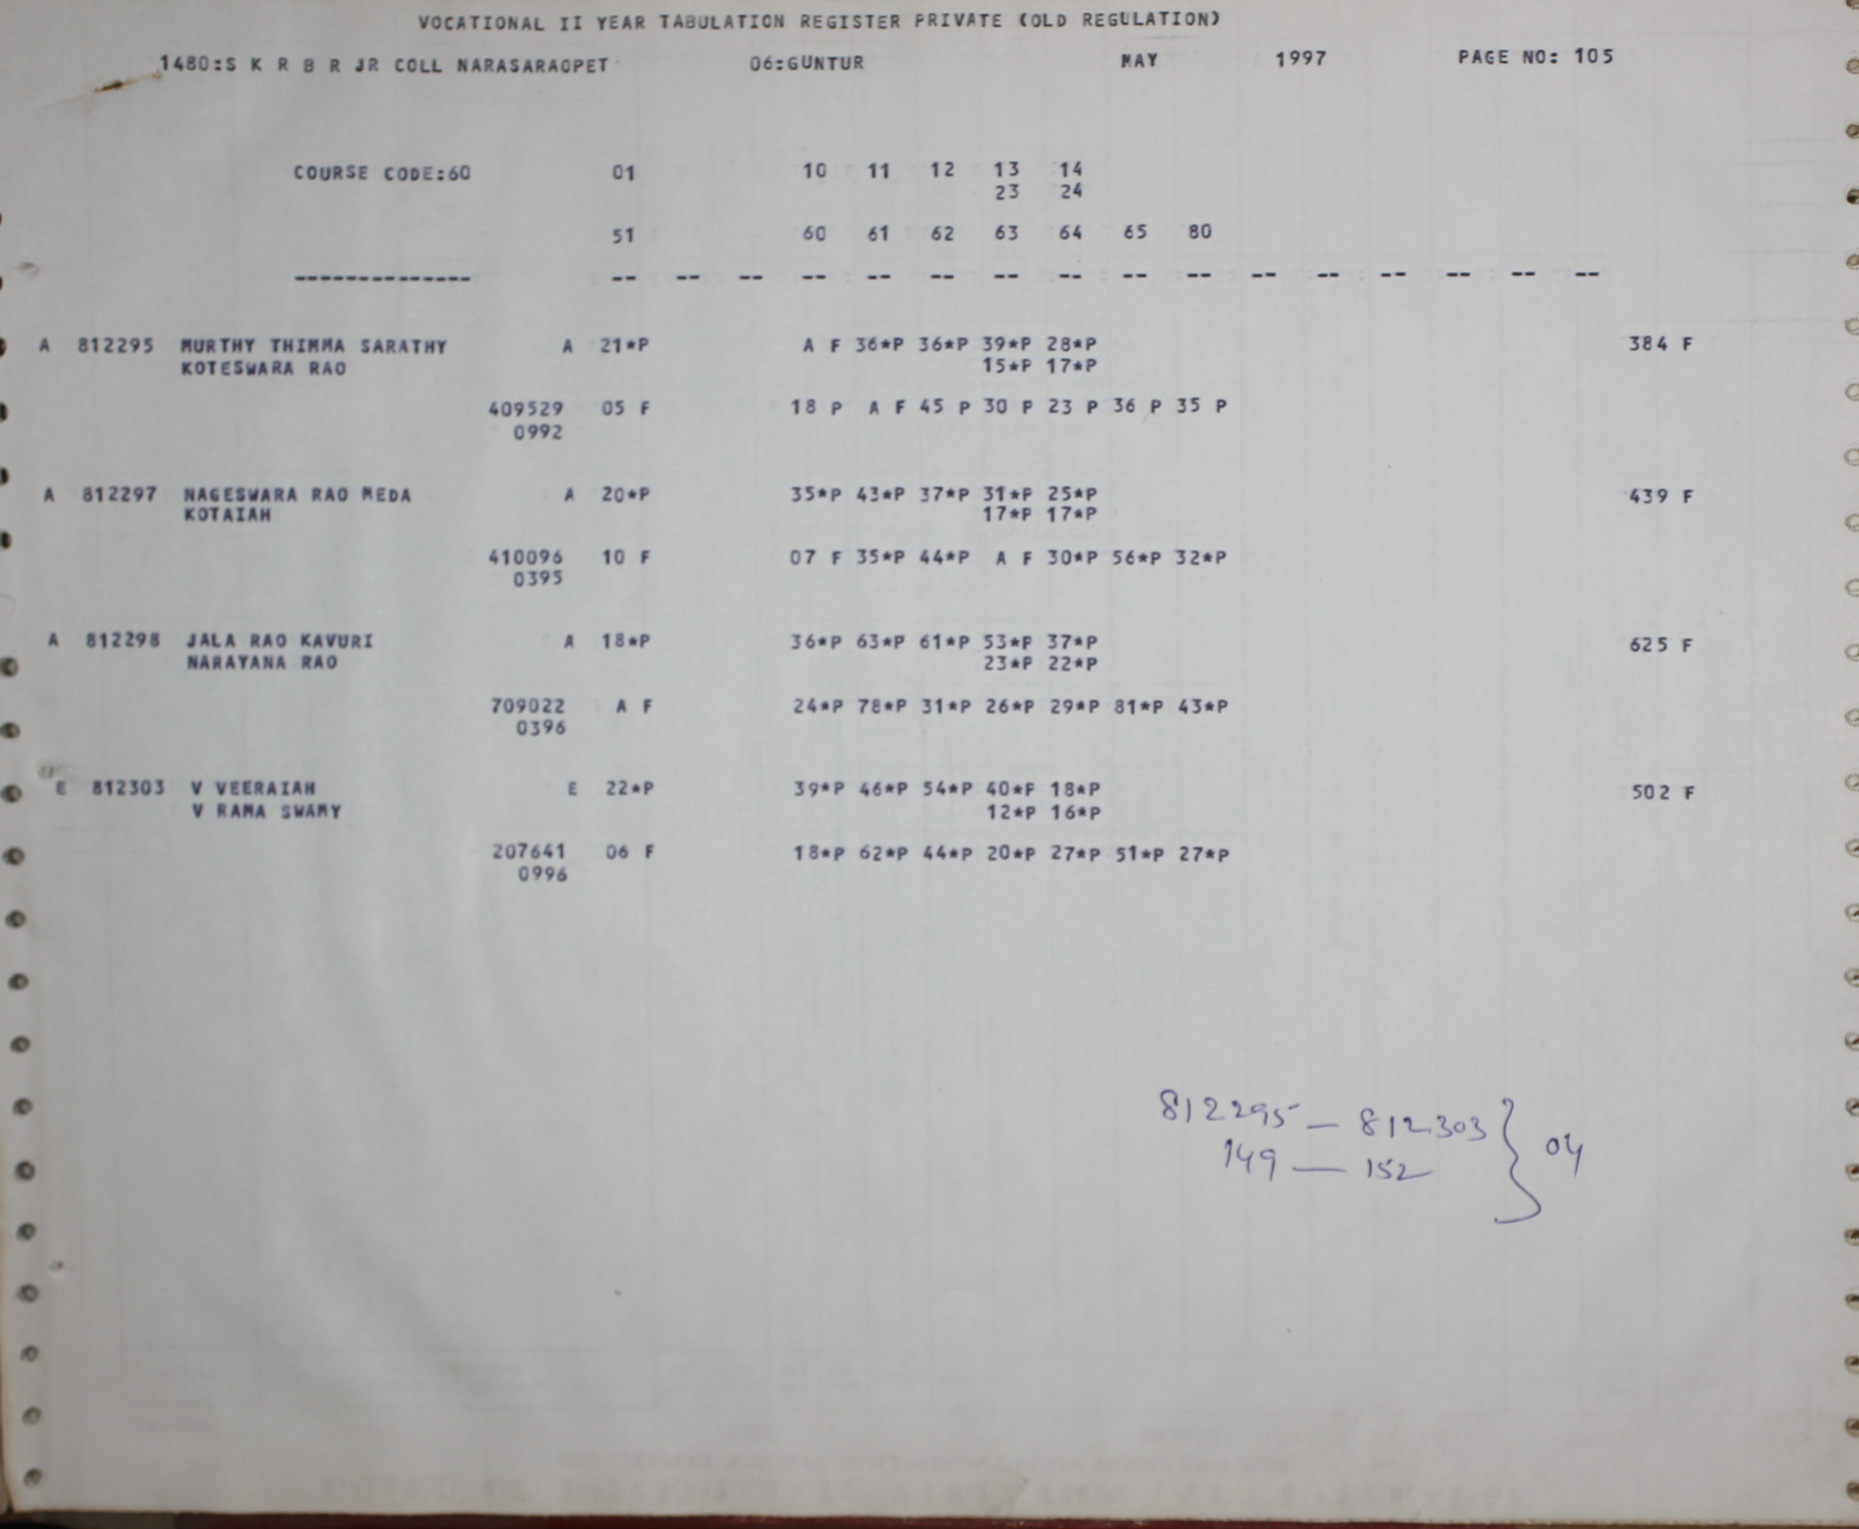 VOCATIONAL II YEAR TABULATION REGISTER PRIVATE (OLD REGULATION)
1480:S K R B R JR COLL NARASARAOPET 06:GUNTUR MAY 1997 PAGE NO: 105
COURSE CODE:60 01 10 11 12 13 14
23 24
51 60 61 62 63 64 65 80
-------------- -- -- -- -- -- -- -- -- -- -- -- -- -- -- -- --
A 812295 MURTHY THIMMA SARATHY A 21*P A F 36*P 36*P 39*P 28*P 384 F
KOTESWARA RAO 15*P 17*P
409529 05 F 18 P A F 45 P 30 P 23 P 36 P 35 P
0992
A 812297 NAGESWARA RAO MEDA A 20*P 35*P 43*P 37*P 31*P 25*P 439 F
KOTAIAH 17*P 17*P
410096 10 F 07 F 35*P 44*P A F 30*P 56*P 32*P
0395
A 812298 JALA RAO KAVURI A 18*P 36*P 63*P 61*P 53*P 37*P 625 F
NARAYANA RAO 23*P 22*P
709022 A F 24*P 78*P 31*P 26*P 29*P 81*P 43*P
0396
E 812303 V VEERAIAH E 22*P 39*P 46*P 54*P 40*P 18*P 502 F
V RAMA SWAMY 12*P 16*P
207641 06 F 18*P 62*P 44*P 20*P 27*P 51*P 27*P
0996
812295 — 812303 } 04
149 — 152